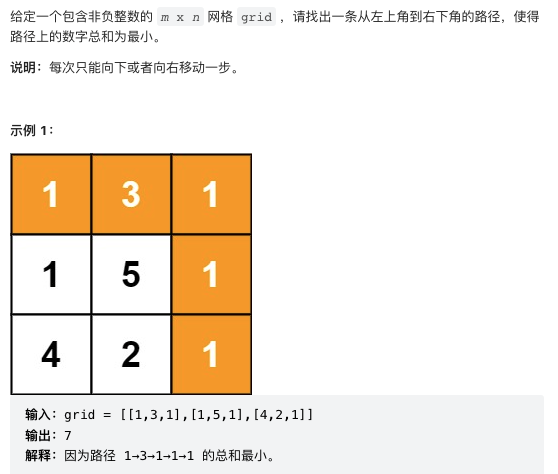 给定一个包含非负整数的 m x n 网格 grid ，请找出一条从左上角到右下角的路径，使得
路径上的数字总和为最小。
说明：每次只能向下或者向右移动一步。
示例 1：
1 3 1
1 5 1
4 2 1
输入：grid = [[1,3,1],[1,5,1],[4,2,1]]
输出：7
解释：因为路径 1→3→1→1→1 的总和最小。